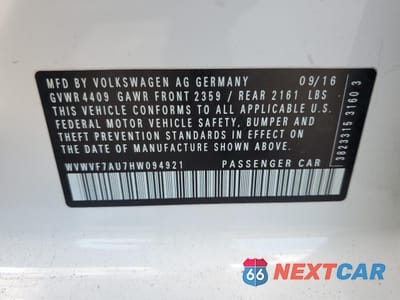 MFD BY VOLKSWAGEN AG GERMANY 09/16
GVWR 4409 GAWR FRONT 2359 / REAR 2161 LBS
THIS VEHICLE CONFORMS TO ALL APPLICABLE U.S.
FEDERAL MOTOR VEHICLE SAFETY, BUMPER, AND
THEFT PREVENTION STANDARDS IN EFFECT ON
THE DATE OF MANUFACTURE SHOWN ABOVE.
WVWVF7AU7HW094921 PASSENGER CAR
3823315 3160 3
66 NEXTCAR